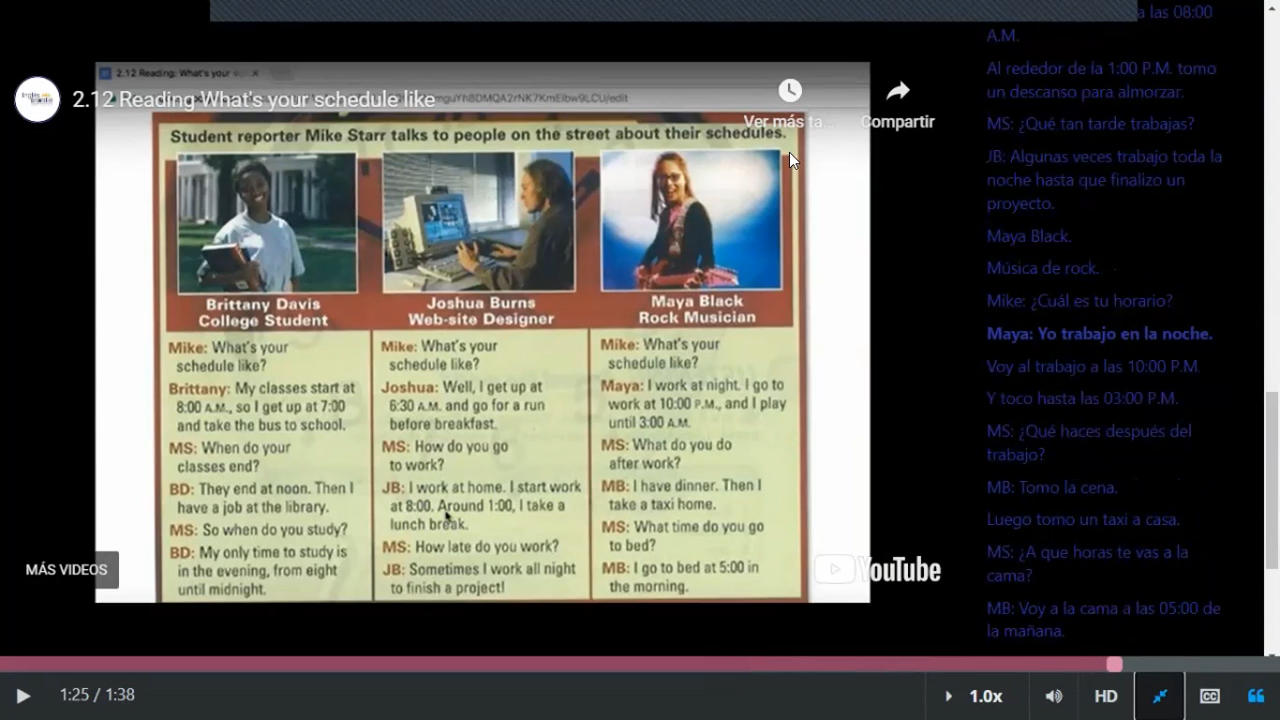 2.12 Reading: What's your
2.12 Reading What's your schedule like
Ver más ta...
Compartir
Student reporter Mike Starr talks to people on the street about their schedules.
Brittany Davis
College Student
Mike: What's your
schedule like?
Brittany: My classes start at
8:00 A.M., so I get up at 7:00
and take the bus to school.
MS: When do your
classes end?
BD: They end at noon. Then I
have a job at the library.
MS: So when do you study?
BD: My only time to study is
in the evening, from eight
until midnight.
Joshua Burns
Web-site Designer
Mike: What's your
schedule like?
Joshua: Well, I get up at
6:30 A.M. and go for a run
before breakfast.
MS: How do you go
to work?
JB: I work at home. I start work
at 8:00. Around 1:00, I take a
lunch break.
MS: How late do you work?
JB: Sometimes I work all night
to finish a project!
Maya Black
Rock Musician
Mike: What's your
schedule like?
Maya: I work at night. I go to
work at 10:00 P.M., and I play
until 3:00 A.M.
MS: What do you do
after work?
MB: I have dinner. Then I
take a taxi home.
MS: What time do you go
to bed?
MB: I go to bed at 5:00 in
the morning.
MÁS VIDEOS
YouTube
a las 08:00
A.M.
Al rededor de la 1:00 P.M. tomo
un descanso para almorzar.
MS: ¿Qué tan tarde trabajas?
JB: Algunas veces trabajo toda la
noche hasta que finalizo un
proyecto.
Maya Black.
Música de rock.
Mike: ¿Cuál es tu horario?
Maya: Yo trabajo en la noche.
Voy al trabajo a las 10:00 P.M.
Y toco hasta las 03:00 P.M.
MS: ¿Qué haces después del
trabajo?
MB: Tomo la cena.
Luego tomo un taxi a casa.
MS: ¿A que horas te vas a la
cama?
MB: Voy a la cama a las 05:00 de
la mañana.
1:25 / 1:38
1.0x
HD
CC